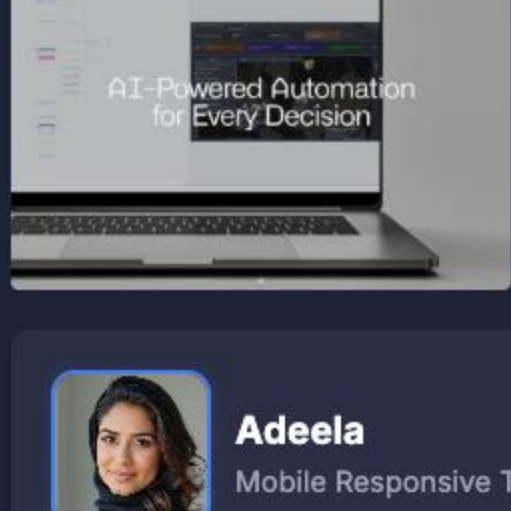 AI-Powered Automation
for Every Decision
Adeela
Mobile Responsive T